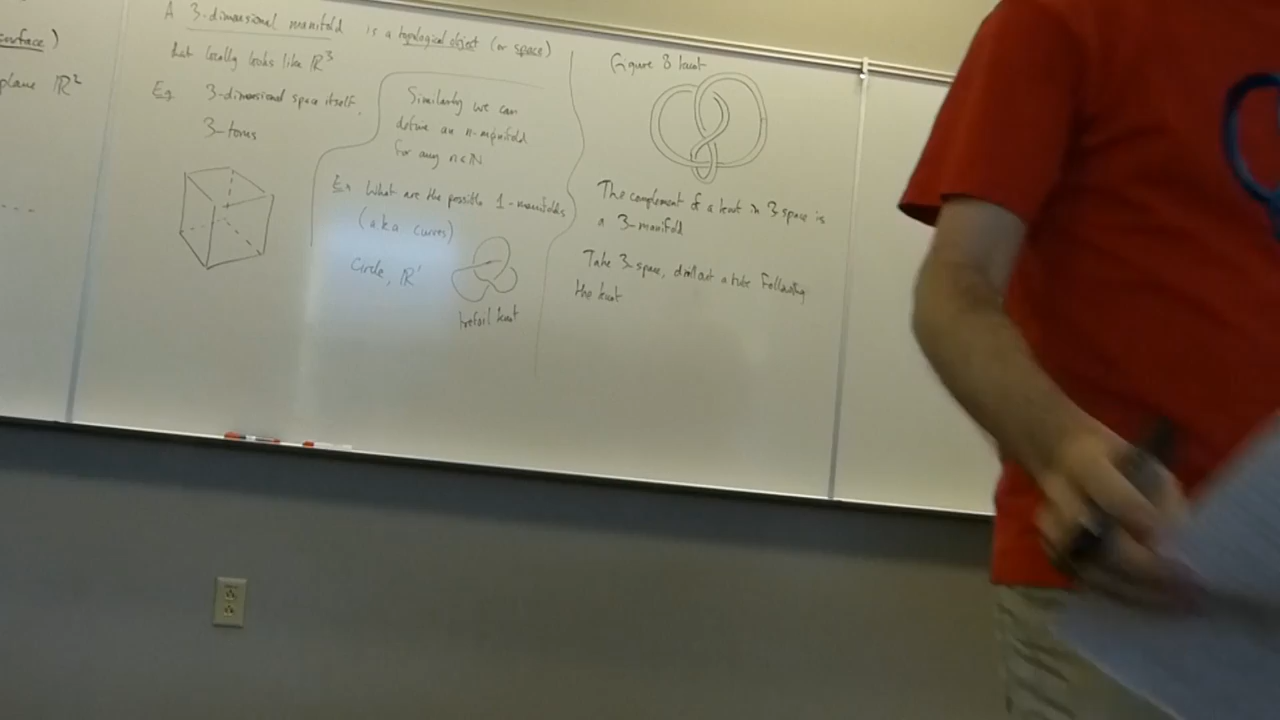 urface)
plane ℝ²
A 3-dimensional manifold is a topological object (or space)
that locally looks like ℝ³
Eg 3-dimensional space itself,
3-torus
Similarly we can
define an n-manifold
for any n∈ℕ
Ex What are the possible 1-manifolds
(aka curves)
Circle, ℝ¹
trefoil knot
Figure 8 knot
The complement of a knot in 3-space is
a 3-manifold
Take 3-space, drill out a tube following
the knot